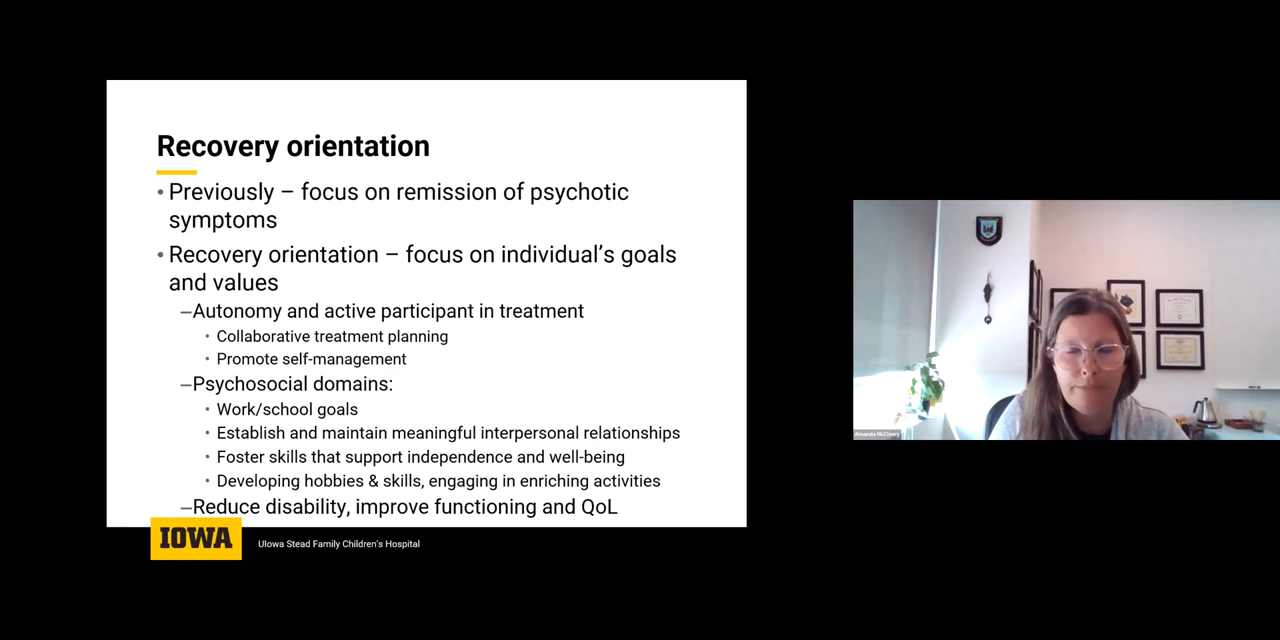 Recovery orientation
• Previously – focus on remission of psychotic
symptoms
• Recovery orientation – focus on individual's goals
and values
–Autonomy and active participant in treatment
• Collaborative treatment planning
• Promote self-management
–Psychosocial domains:
• Work/school goals
• Establish and maintain meaningful interpersonal relationships
• Foster skills that support independence and well-being
• Developing hobbies & skills, engaging in enriching activities
–Reduce disability, improve functioning and QoL
IOWA
UIowa Stead Family Children's Hospital